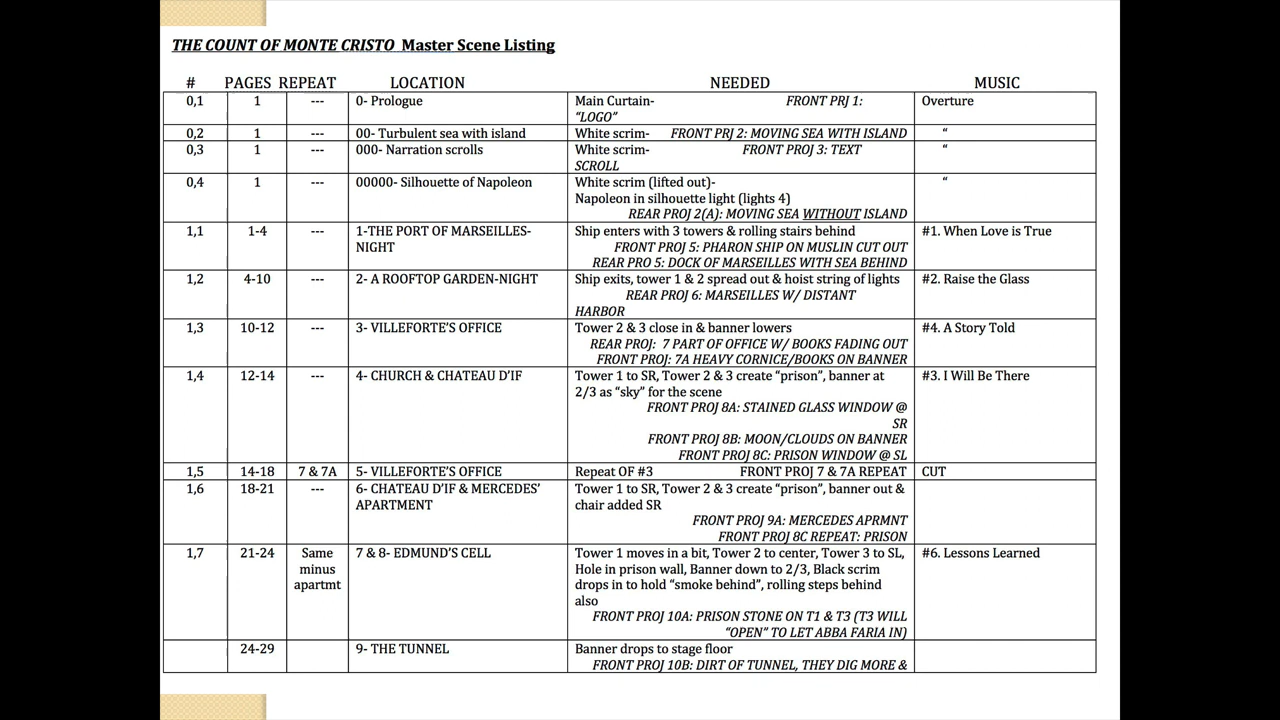 THE COUNT OF MONTE CRISTO Master Scene Listing
# PAGES REPEAT LOCATION NEEDED MUSIC
0,1 1 --- 0- Prologue Main Curtain- FRONT PRJ 1: Overture
“LOGO”
0,2 1 --- 00- Turbulent sea with island White scrim- FRONT PRJ 2: MOVING SEA WITH ISLAND “
0,3 1 --- 000- Narration scrolls White scrim- FRONT PROJ 3: TEXT “
SCROLL
0,4 1 --- 00000- Silhouette of Napoleon White scrim (lifted out)- “
Napoleon in silhouette light (lights 4)
REAR PROJ 2(A): MOVING SEA WITHOUT ISLAND
1,1 1-4 --- 1-THE PORT OF MARSEILLES- Ship enters with 3 towers & rolling stairs behind #1. When Love is True
NIGHT FRONT PROJ 5: PHARON SHIP ON MUSLIN CUT OUT
REAR PRO 5: DOCK OF MARSEILLES WITH SEA BEHIND
1,2 4-10 --- 2- A ROOFTOP GARDEN-NIGHT Ship exits, tower 1 & 2 spread out & hoist string of lights #2. Raise the Glass
REAR PROJ 6: MARSEILLES W/ DISTANT
HARBOR
1,3 10-12 --- 3- VILLEFORTE’S OFFICE Tower 2 & 3 close in & banner lowers #4. A Story Told
REAR PROJ: 7 PART OF OFFICE W/ BOOKS FADING OUT
FRONT PROJ: 7A HEAVY CORNICE/BOOKS ON BANNER
1,4 12-14 --- 4- CHURCH & CHATEAU D’IF Tower 1 to SR, Tower 2 & 3 create “prison”, banner at #3. I Will Be There
2/3 as “sky” for the scene
FRONT PROJ 8A: STAINED GLASS WINDOW @
SR
FRONT PROJ 8B: MOON/CLOUDS ON BANNER
FRONT PROJ 8C: PRISON WINDOW @ SL
1,5 14-18 7 & 7A 5- VILLEFORTE’S OFFICE Repeat OF #3 FRONT PROJ 7 & 7A REPEAT CUT
1,6 18-21 --- 6- CHATEAU D’IF & MERCEDES’ Tower 1 to SR, Tower 2 & 3 create “prison”, banner out &
APARTMENT chair added SR
FRONT PROJ 9A: MERCEDES APRMNT
FRONT PROJ 8C REPEAT: PRISON
1,7 21-24 Same 7 & 8- EDMUND’S CELL Tower 1 moves in a bit, Tower 2 to center, Tower 3 to SL, #6. Lessons Learned
minus Hole in prison wall, Banner down to 2/3, Black scrim
apartmt drops in to hold “smoke behind”, rolling steps behind
also
FRONT PROJ 10A: PRISON STONE ON T1 & T3 (T3 WILL
“OPEN” TO LET ABBA FARIA IN)
24-29 9- THE TUNNEL Banner drops to stage floor
FRONT PROJ 10B: DIRT OF TUNNEL, THEY DIG MORE &